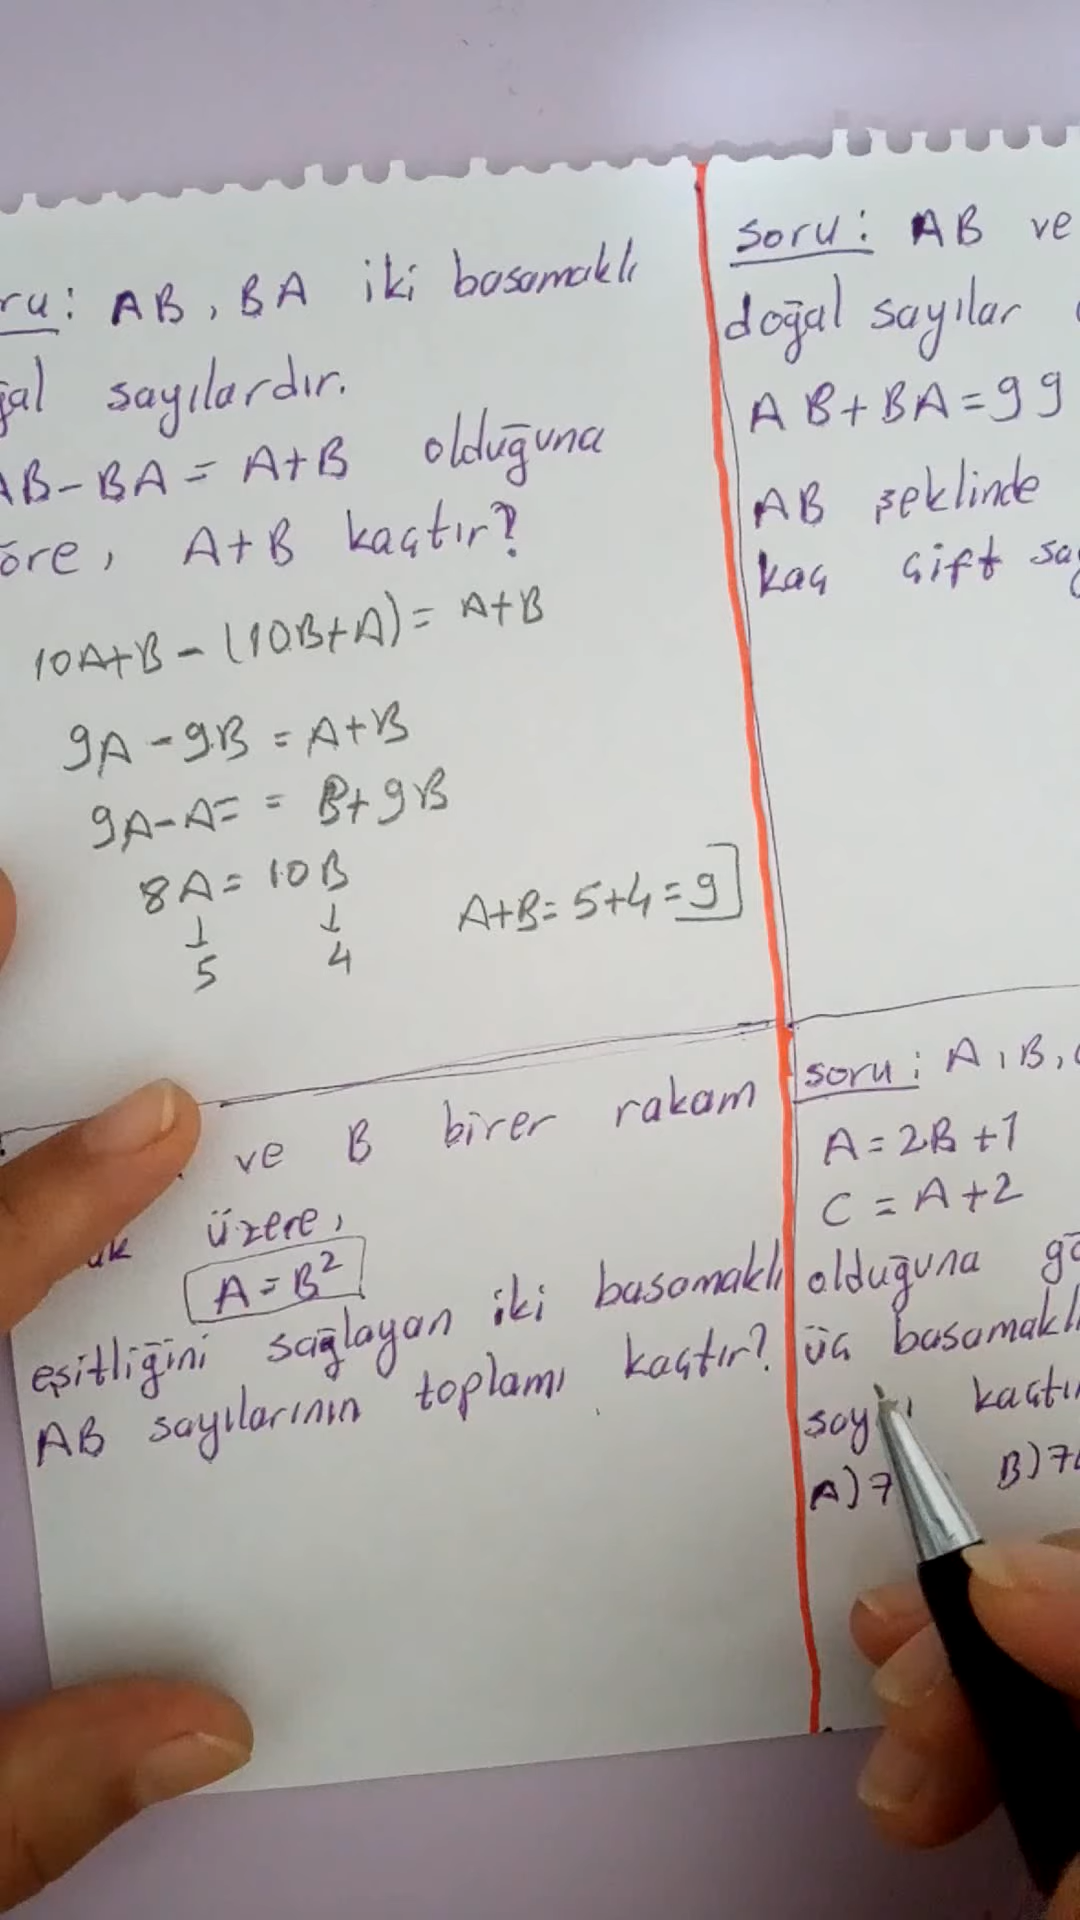 ru: AB, BA iki basamaklı
ğal sayılardır.
AB-BA = A+B olduğuna
öre, A+B kaçtır?
10A+B - (10B+A) = A+B
9A - 9B = A+B
9A-A= = B+9B
8A = 10B
5 4
A+B= 5+4 = 9
soru: AB ve
doğal sayılar
AB+BA=99
AB şeklinde
kaç çift sa
ve B birer rakam
üzere,
A=B²
eşitliğini sağlayan iki basamaklı
AB sayılarının toplamı kaçtır?
soru: A, B,
A = 2B +1
C = A+2
olduğuna gö
üç basamaklı
kaçtı
A) 7 B) 7